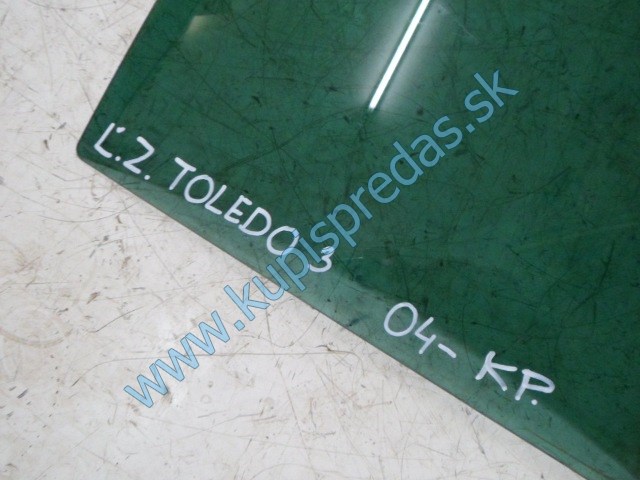 Ľ.Z. TOLEDO 3
04- KP.
www.kupispredas.sk